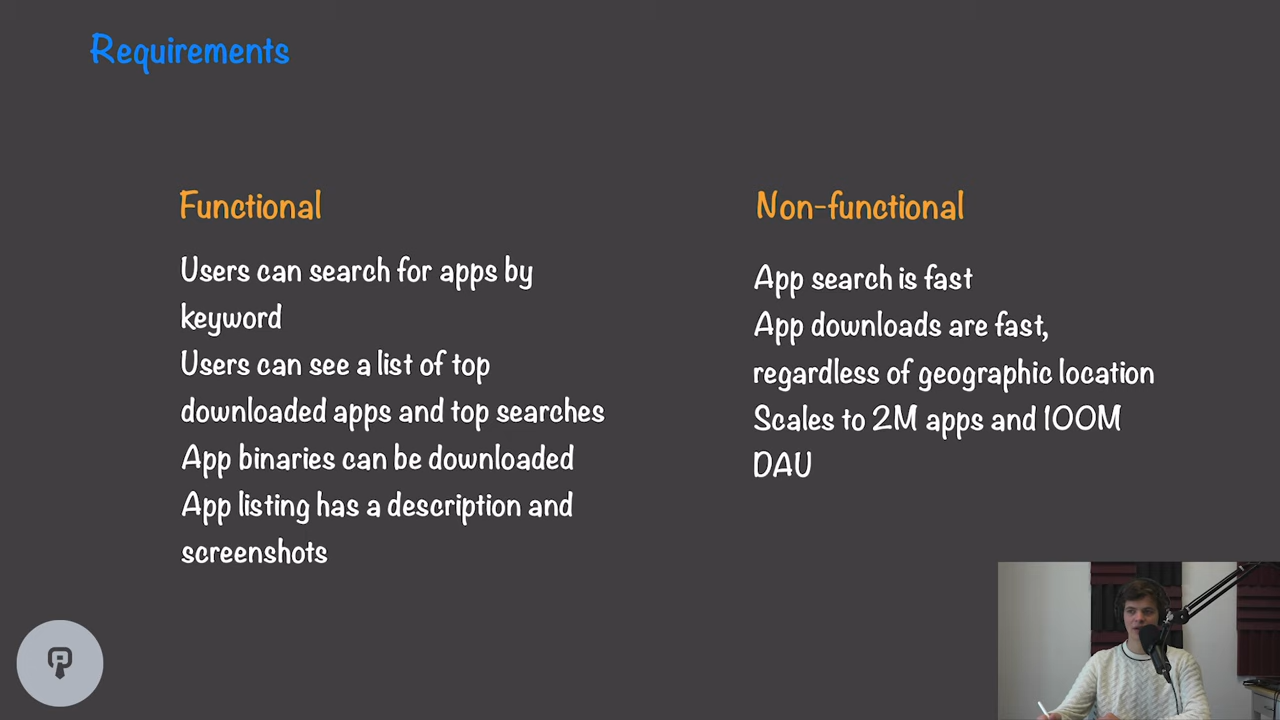 Requirements
Functional
Users can search for apps by
keyword
Users can see a list of top
downloaded apps and top searches
App binaries can be downloaded
App listing has a description and
screenshots
Non-functional
App search is fast
App downloads are fast,
regardless of geographic location
Scales to 2M apps and 100M
DAU